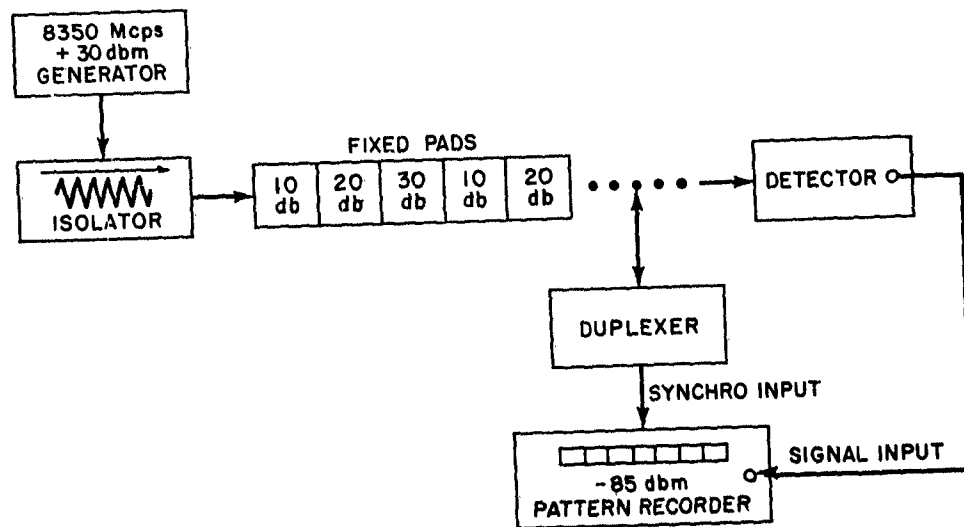 8350 Mcps
+ 30 dbm
GENERATOR
FIXED PADS
ISOLATOR
10
db
20
db
30
db
10
db
20
db
DETECTOR
DUPLEXER
SYNCHRO INPUT
SIGNAL INPUT
-85 dbm
PATTERN RECORDER